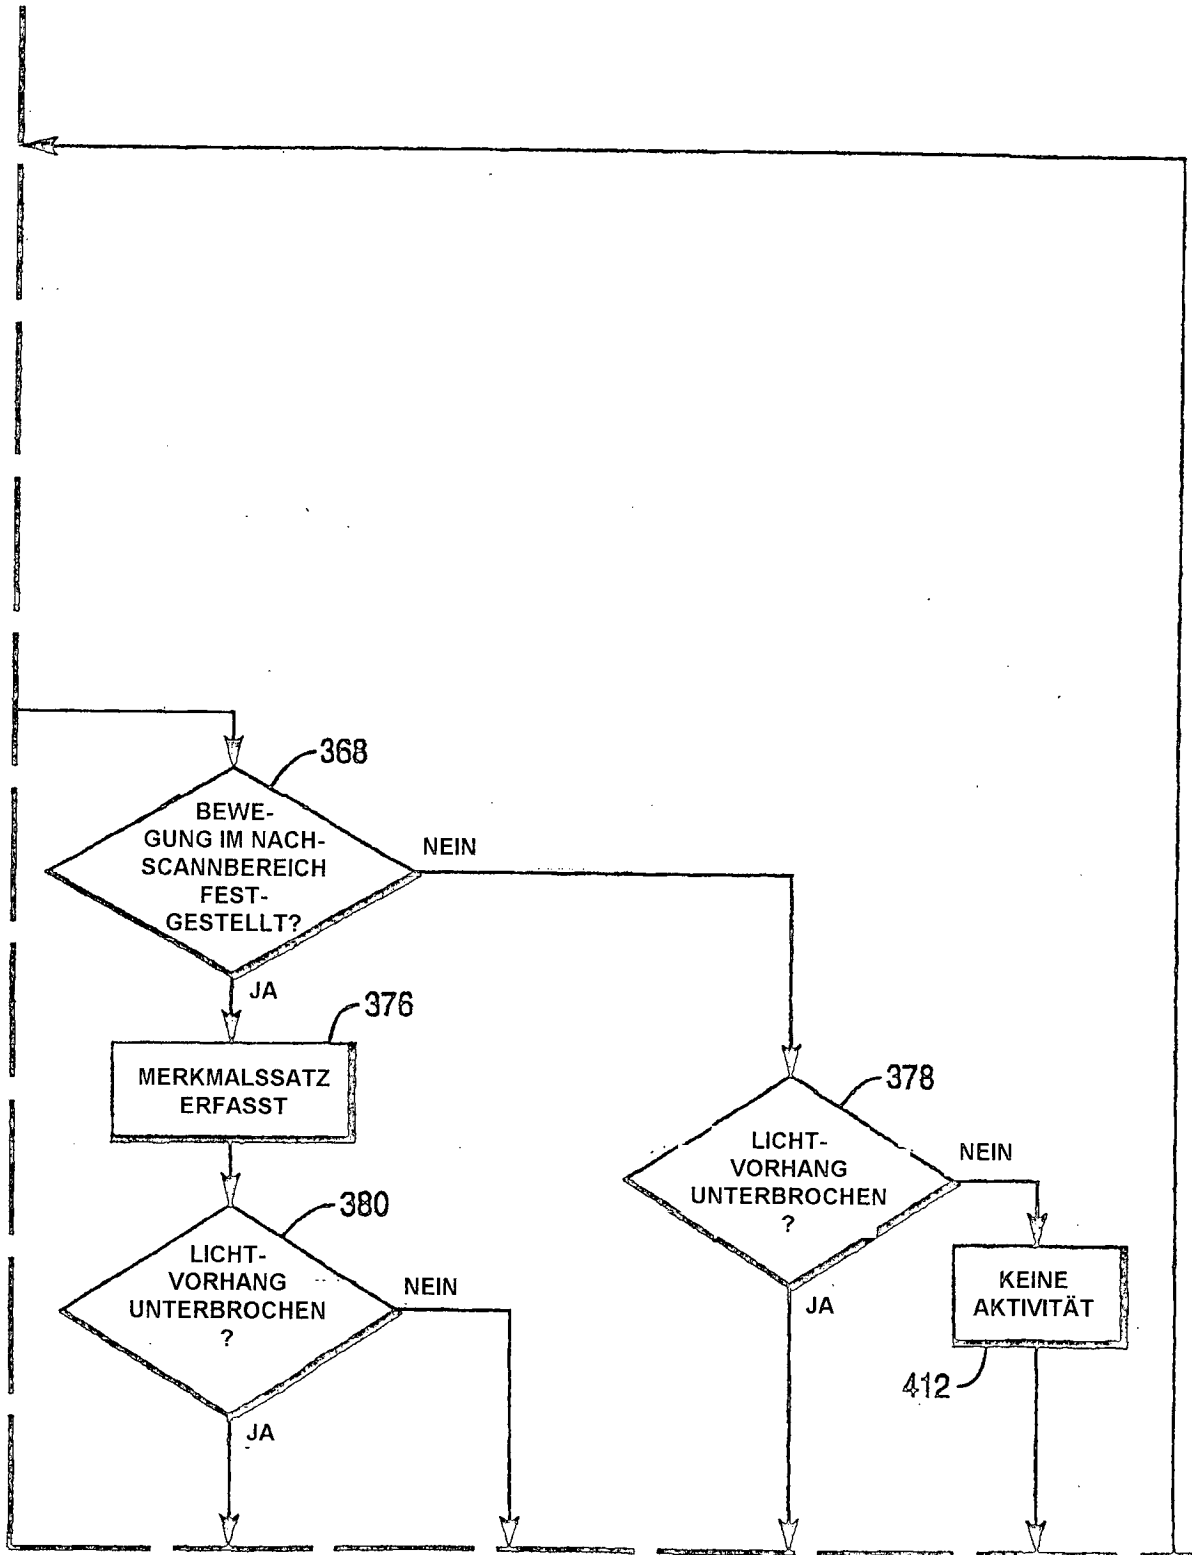 368
BEWE-
GUNG IM NACH-
SCANNBEREICH
FEST-
GESTELLT?
NEIN
JA
376
MERKMALSSATZ
ERFASST
378
LICHT-
VORHANG
UNTERBROCHEN
?
NEIN
JA
380
LICHT-
VORHANG
UNTERBROCHEN
?
NEIN
JA
KEINE
AKTIVITÄT
412